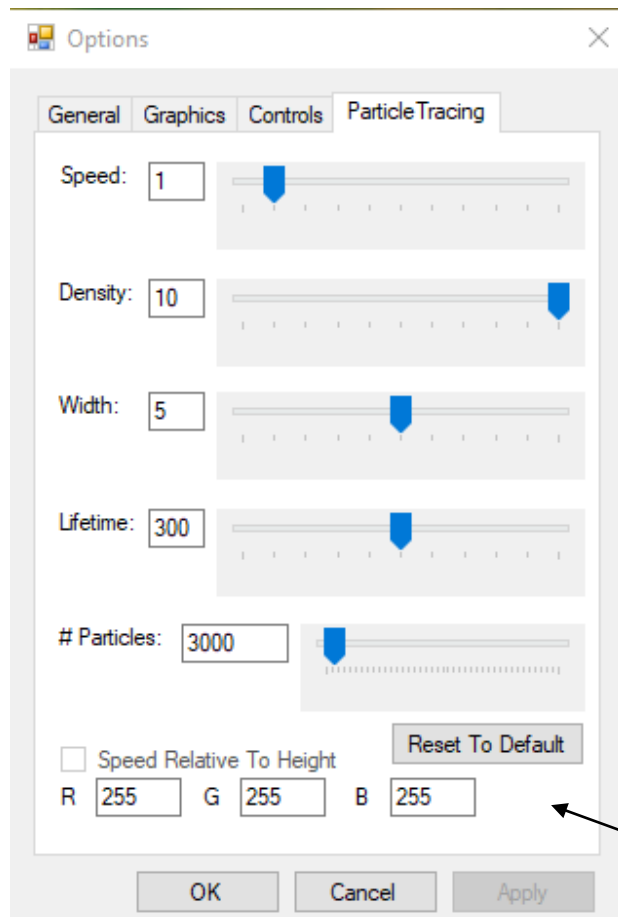 Options
General Graphics Controls ParticleTracing
Speed: 1
Density: 10
Width: 5
Lifetime: 300
# Particles: 3000
Reset To Default
Speed Relative To Height
R 255 G 255 B 255
OK Cancel Apply